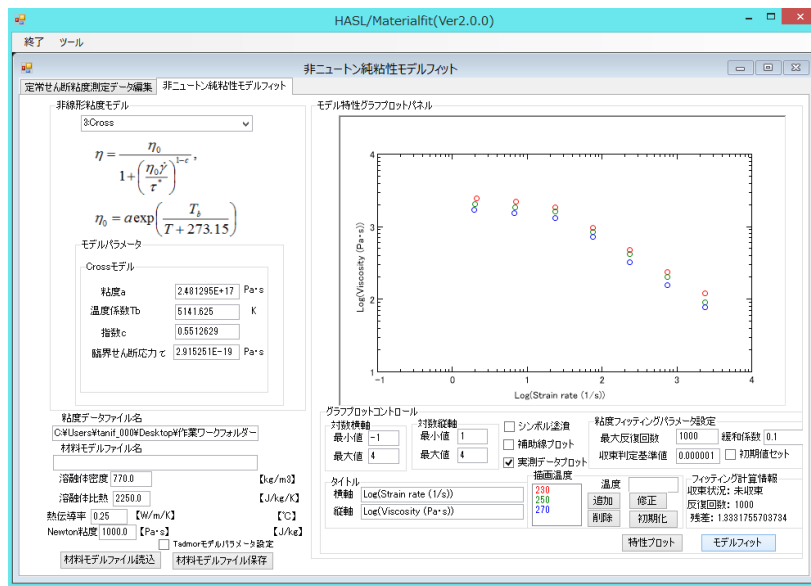 HASL/Materialfit(Ver2.0.0)
終了 ツール
非ニュートン純粘性モデルフィット
定常せん断粘度測定データ編集 非ニュートン純粘性モデルフィット
非線形粘度モデル
3:Cross
η = η0 / (1 + (η0 γ̇ / τ*)^(1-c)) ,
η0 = a exp(Tb / (T + 273.15))
モデルパラメータ
Crossモデル
粘度a 2.481295E+17 Pa・s
温度係数Tb 5141.625 K
指数c 0.5512629
臨界せん断応力τ 2.915251E-19 Pa・s
粘度データファイル名
C:¥Users¥tanif_000¥Desktop¥作業ワークフォルダー
材料モデルファイル名
溶融体密度 770.0 【kg/m3】
溶融体比熱 2250.0 【J/kg/K】
熱伝導率 0.25 【W/m/K】 【℃】
Newton粘度 1000.0 【Pa・s】 【J/kg】
Tadmorモデルパラメータ設定
材料モデルファイル読込 材料モデルファイル保存
モデル特性グラフプロットパネル
4
3
2
1
Log(Viscosity (Pa・s))
-1 0 1 2 3 4
Log(Strain rate (1/s))
グラフプロットコントロール
対数横軸
最小値 -1
最大値 4
対数縦軸
最小値 1
最大値 4
シンボル塗潰
補助線プロット
実測データプロット
粘度フィッティングパラメータ設定
最大反復回数 1000 緩和係数 0.1
収束判定基準値 0.000001 初期値セット
タイトル
横軸 Log(Strain rate (1/s))
縦軸 Log(Viscosity (Pa・s))
描画温度
230
250
270
温度
追加 修正
削除 初期化
フィッティング計算情報
収束状況: 未収束
反復回数: 1000
残差: 1.3331755703734
特性プロット モデルフィット